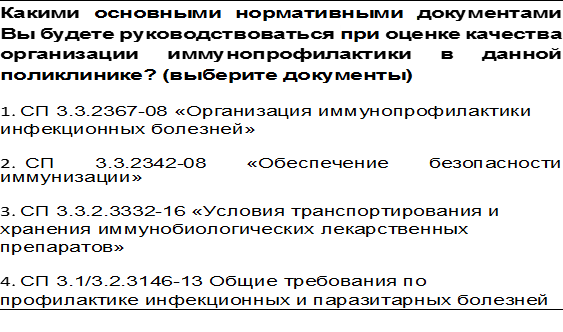 Какими основными нормативными документами
Вы будете руководствоваться при оценке качества
организации иммунопрофилактики в данной
поликлинике? (выберите документы)
1. СП 3.3.2367-08 «Организация иммунопрофилактики
инфекционных болезней»
2. СП 3.3.2342-08 «Обеспечение безопасности
иммунизации»
3. СП 3.3.2.3332-16 «Условия транспортирования и
хранения иммунобиологических лекарственных
препаратов»
4. СП 3.1/3.2.3146-13 Общие требования по
профилактике инфекционных и паразитарных болезней